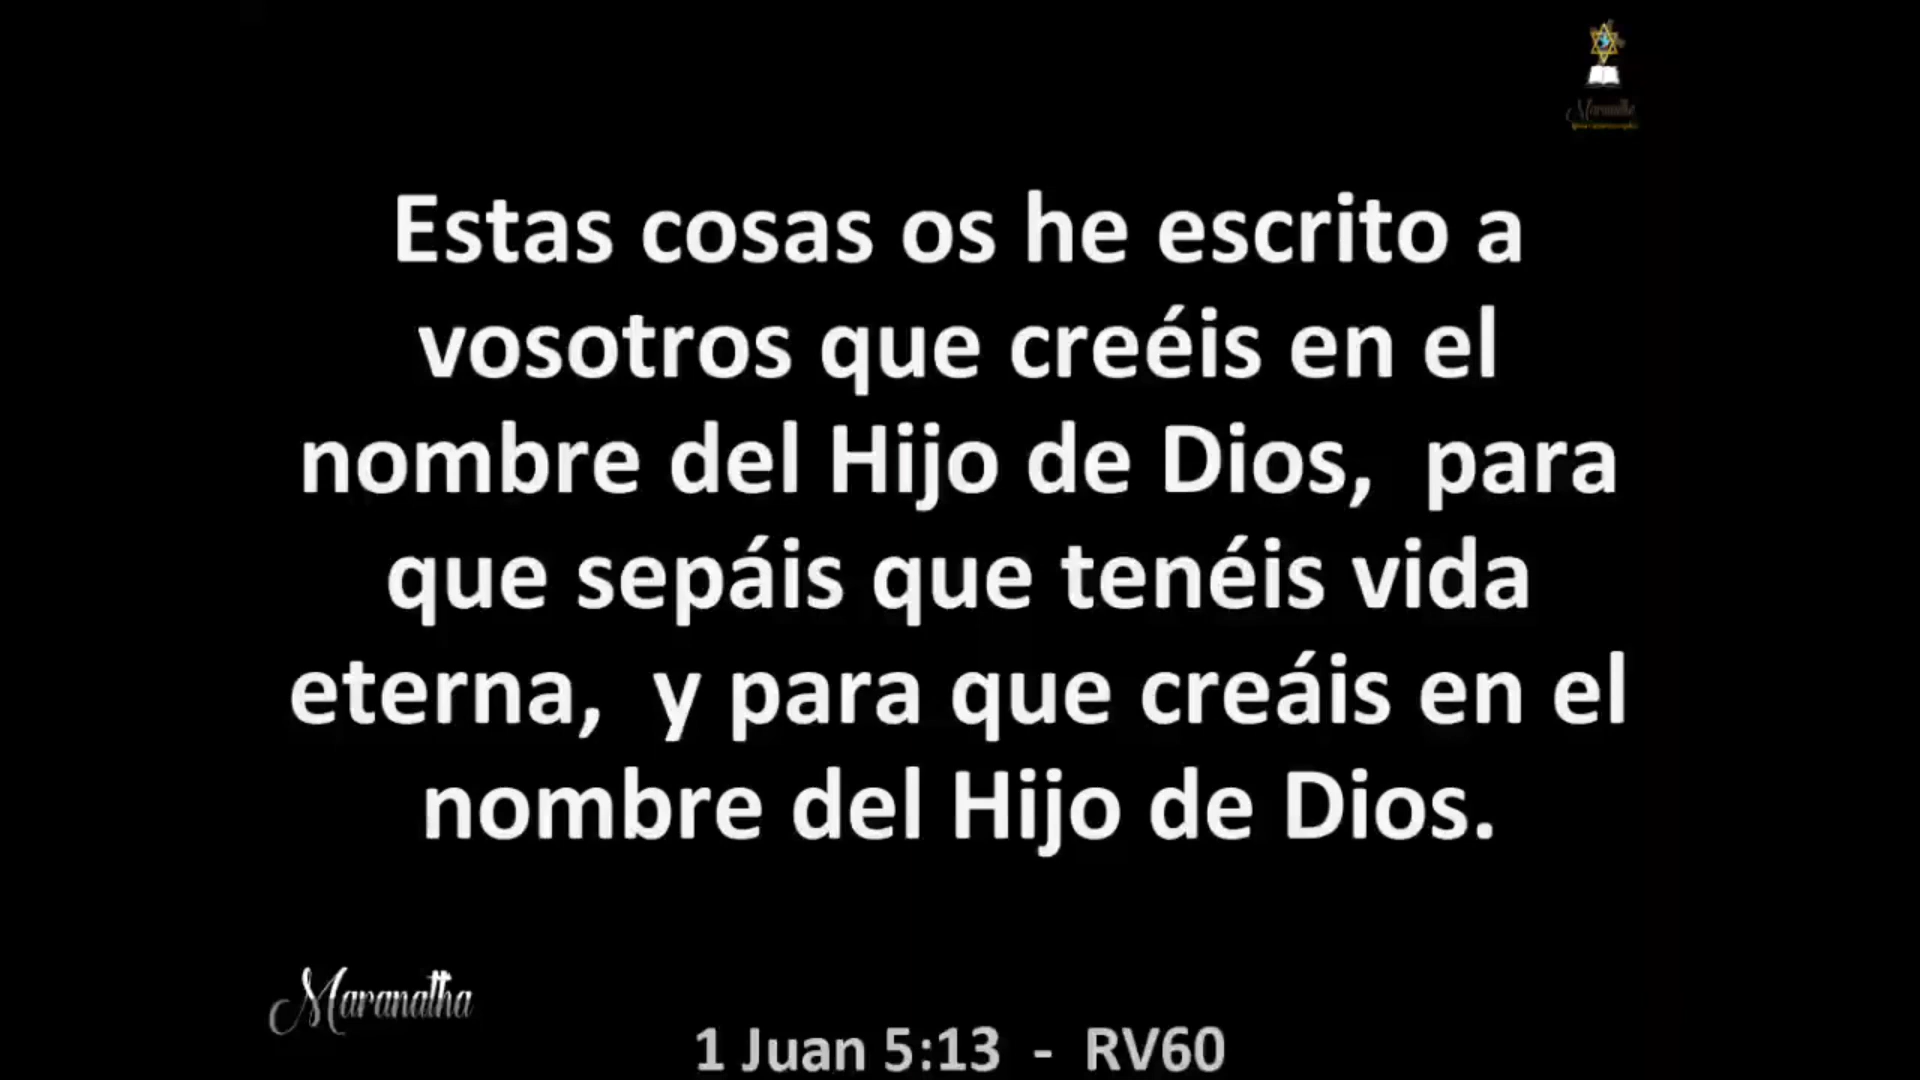 Estas cosas os he escrito a
vosotros que creéis en el
nombre del Hijo de Dios,  para
que sepáis que tenéis vida
eterna,  y para que creáis en el
nombre del Hijo de Dios.
Maranatha
1 Juan 5:13  -  RV60